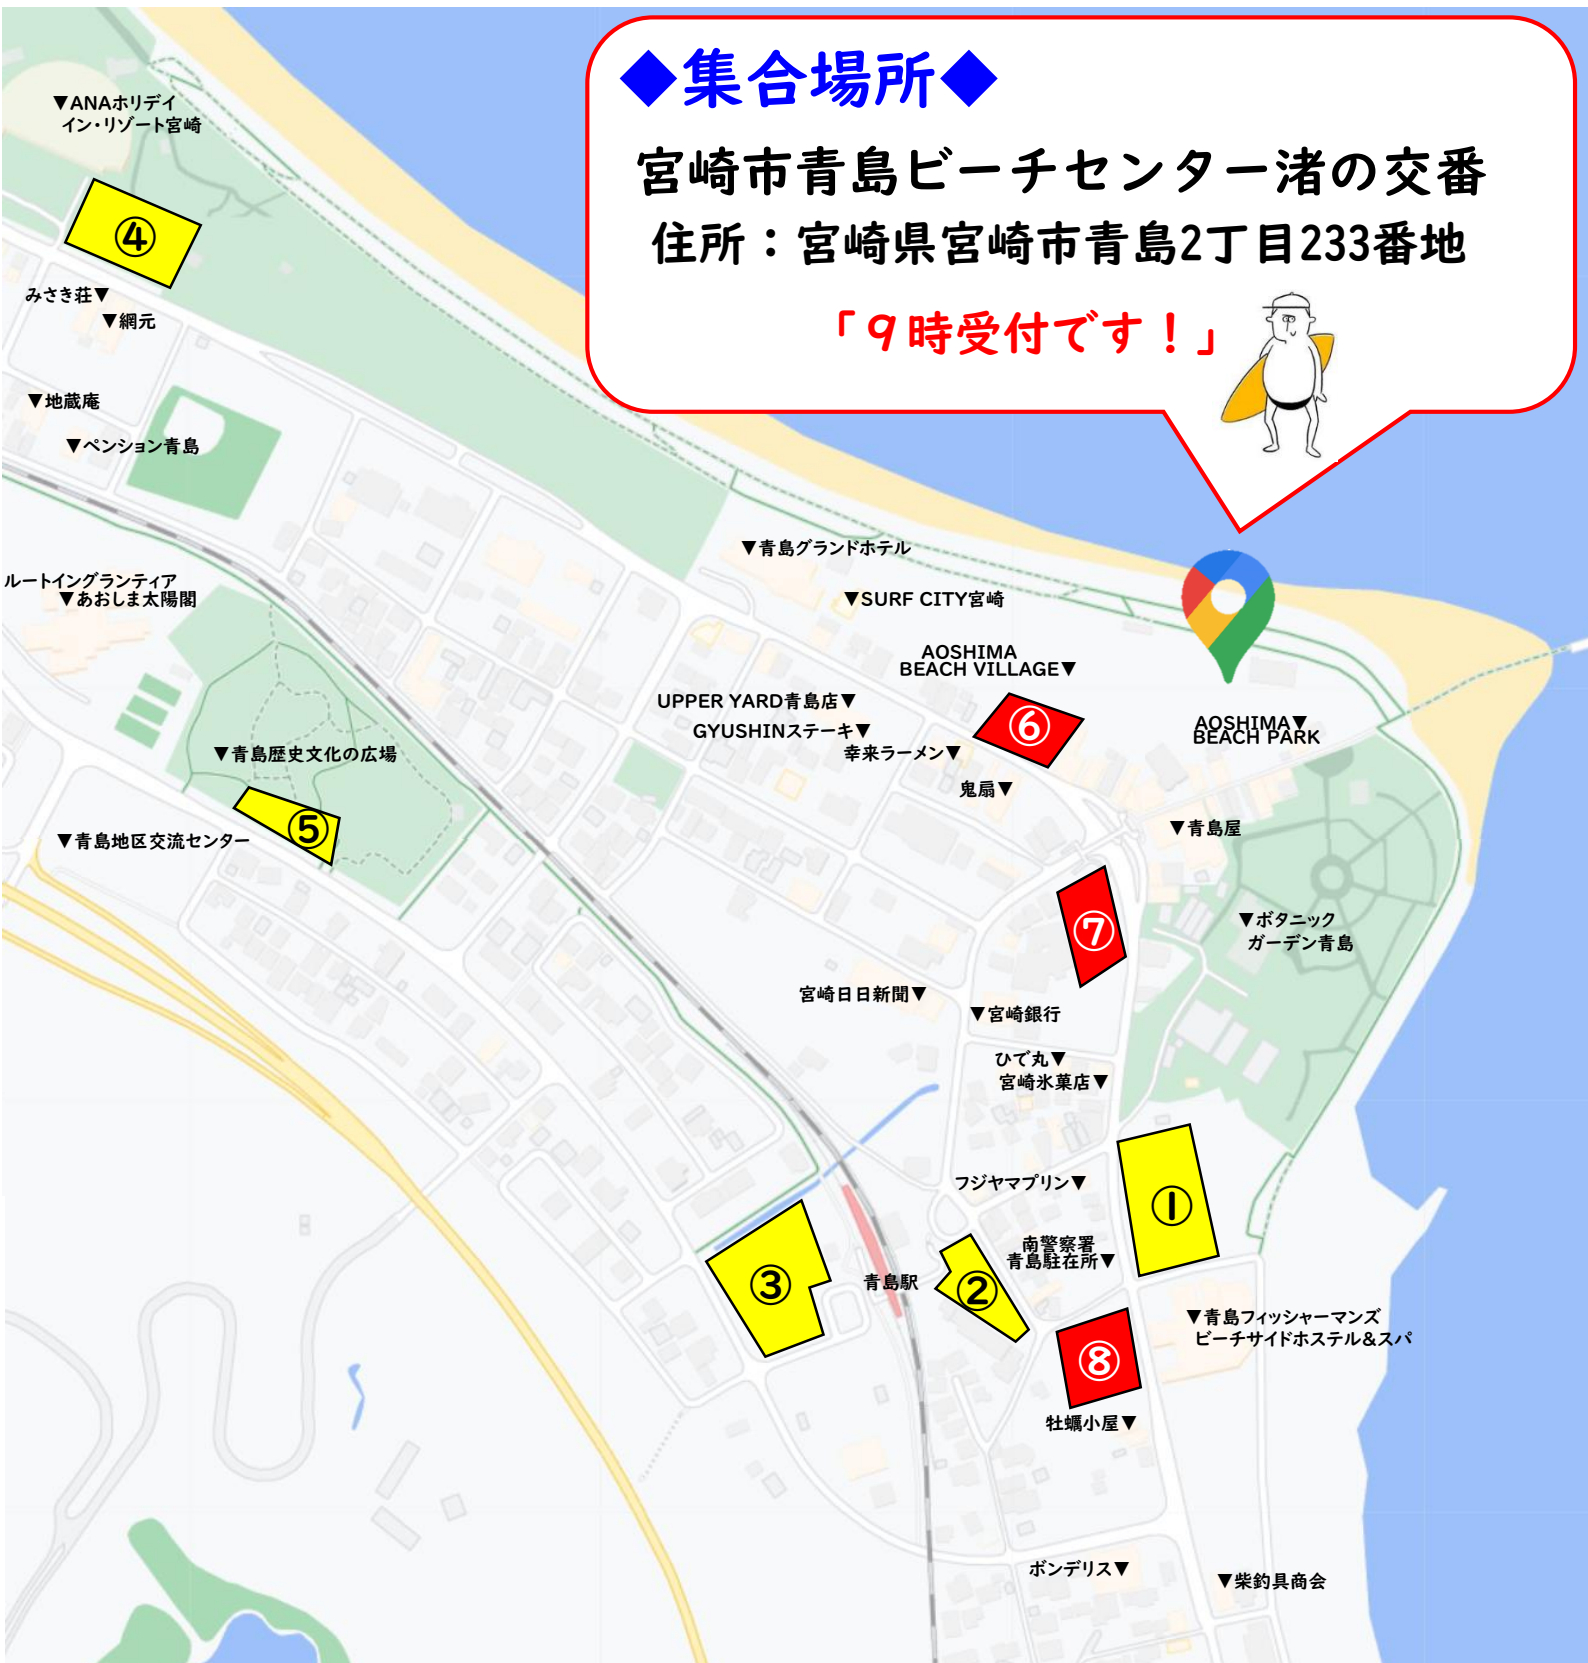 ◆集合場所◆
宮崎市青島ビーチセンター渚の交番
住所：宮崎県宮崎市青島2丁目233番地
「９時受付です！」
▼ANAホリデイ
イン・リゾート宮崎
④
みさき荘▼
▼網元
▼地蔵庵
▼ペンション青島
ルートイングランティア
▼あおしま太陽閣
▼青島グランドホテル
▼SURF CITY宮崎
AOSHIMA
BEACH VILLAGE▼
UPPER YARD青島店▼
GYUSHINステーキ▼
幸来ラーメン▼
⑥
鬼扇▼
AOSHIMA▼
BEACH PARK
▼青島歴史文化の広場
⑤
▼青島地区交流センター
▼青島屋
⑦
▼ボタニック
ガーデン青島
宮崎日日新聞▼
▼宮崎銀行
ひで丸▼
宮崎氷菓店▼
フジヤマプリン▼
①
南警察署
青島駐在所▼
③
青島駅
②
▼青島フィッシャーマンズ
ビーチサイドホステル&スパ
⑧
牡蠣小屋▼
ボンデリス▼
▼柴釣具商会